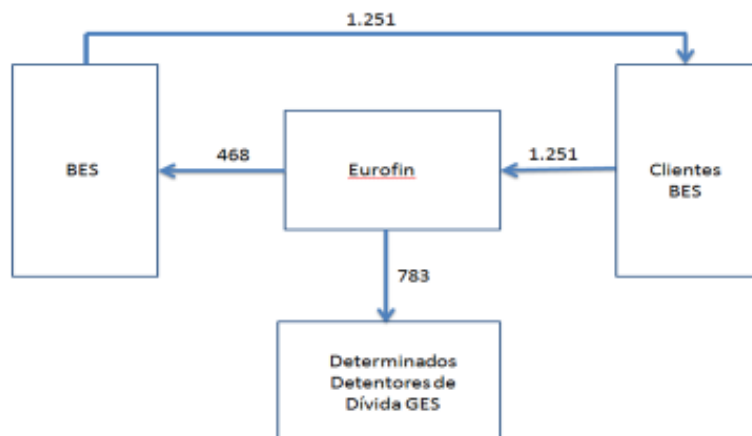 1.251
BES
468
Eurofin
1.251
Clientes
BES
783
Determinados
Detentores de
Dívida GES